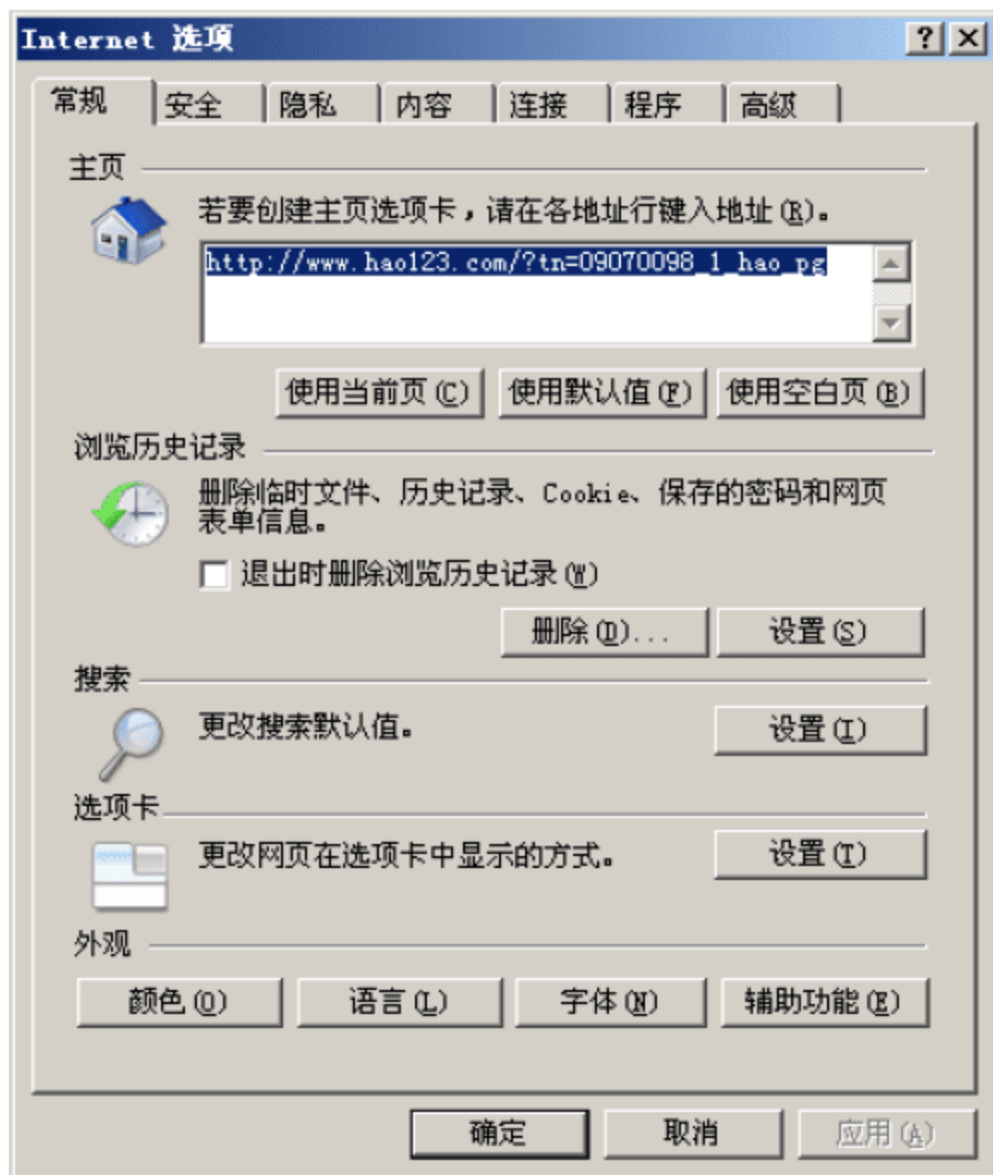 Internet 选项
常规 安全 隐私 内容 连接 程序 高级
主页
若要创建主页选项卡，请在各地址行键入地址(R)。
http://www.hao123.com/?tn=09070098_1_hao_pg
使用当前页(C) 使用默认值(F) 使用空白页(B)
浏览历史记录
删除临时文件、历史记录、Cookie、保存的密码和网页
表单信息。
退出时删除浏览历史记录(W)
删除(D)... 设置(S)
搜索
更改搜索默认值。 设置(I)
选项卡
更改网页在选项卡中显示的方式。 设置(T)
外观
颜色(O) 语言(L) 字体(N) 辅助功能(E)
确定 取消 应用(A)